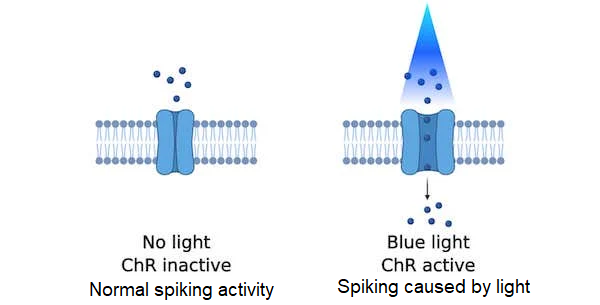 No light
ChR inactive
Normal spiking activity
Blue light
ChR active
Spiking caused by light